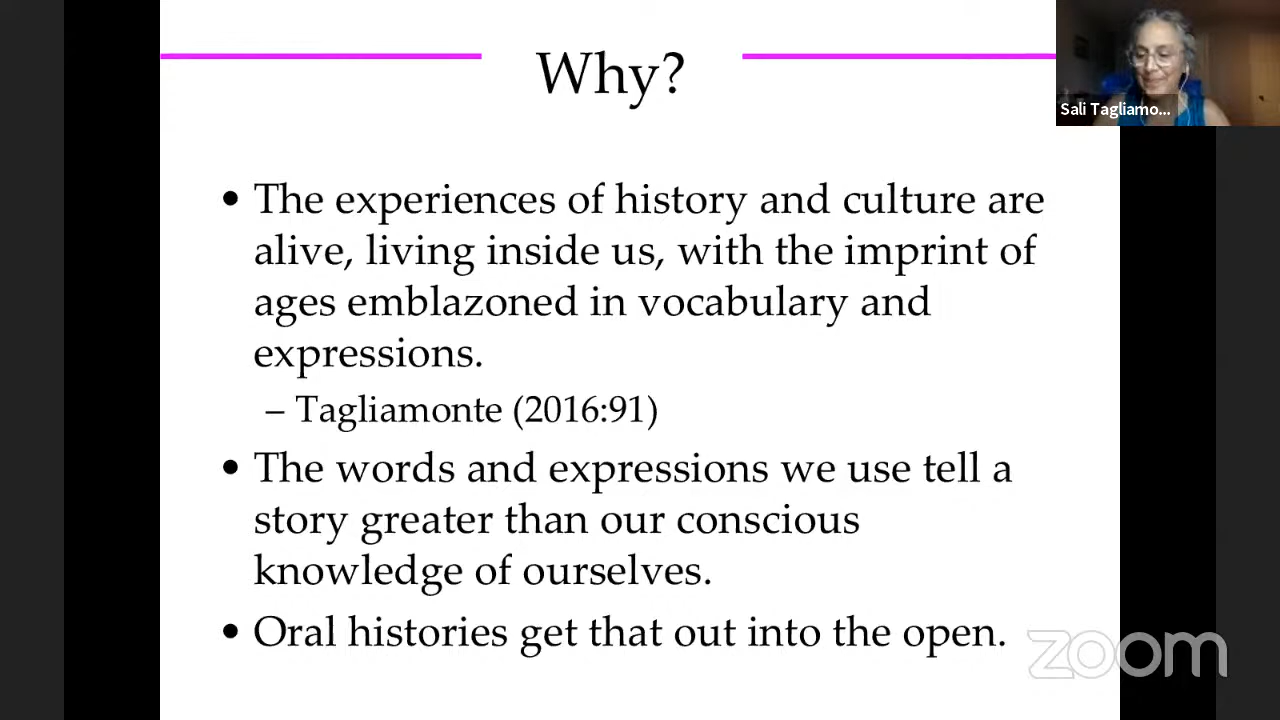 Why?
Sali Tagliamo...
• The experiences of history and culture are
alive, living inside us, with the imprint of
ages emblazoned in vocabulary and
expressions.
– Tagliamonte (2016:91)
• The words and expressions we use tell a
story greater than our conscious
knowledge of ourselves.
• Oral histories get that out into the open.
zoom